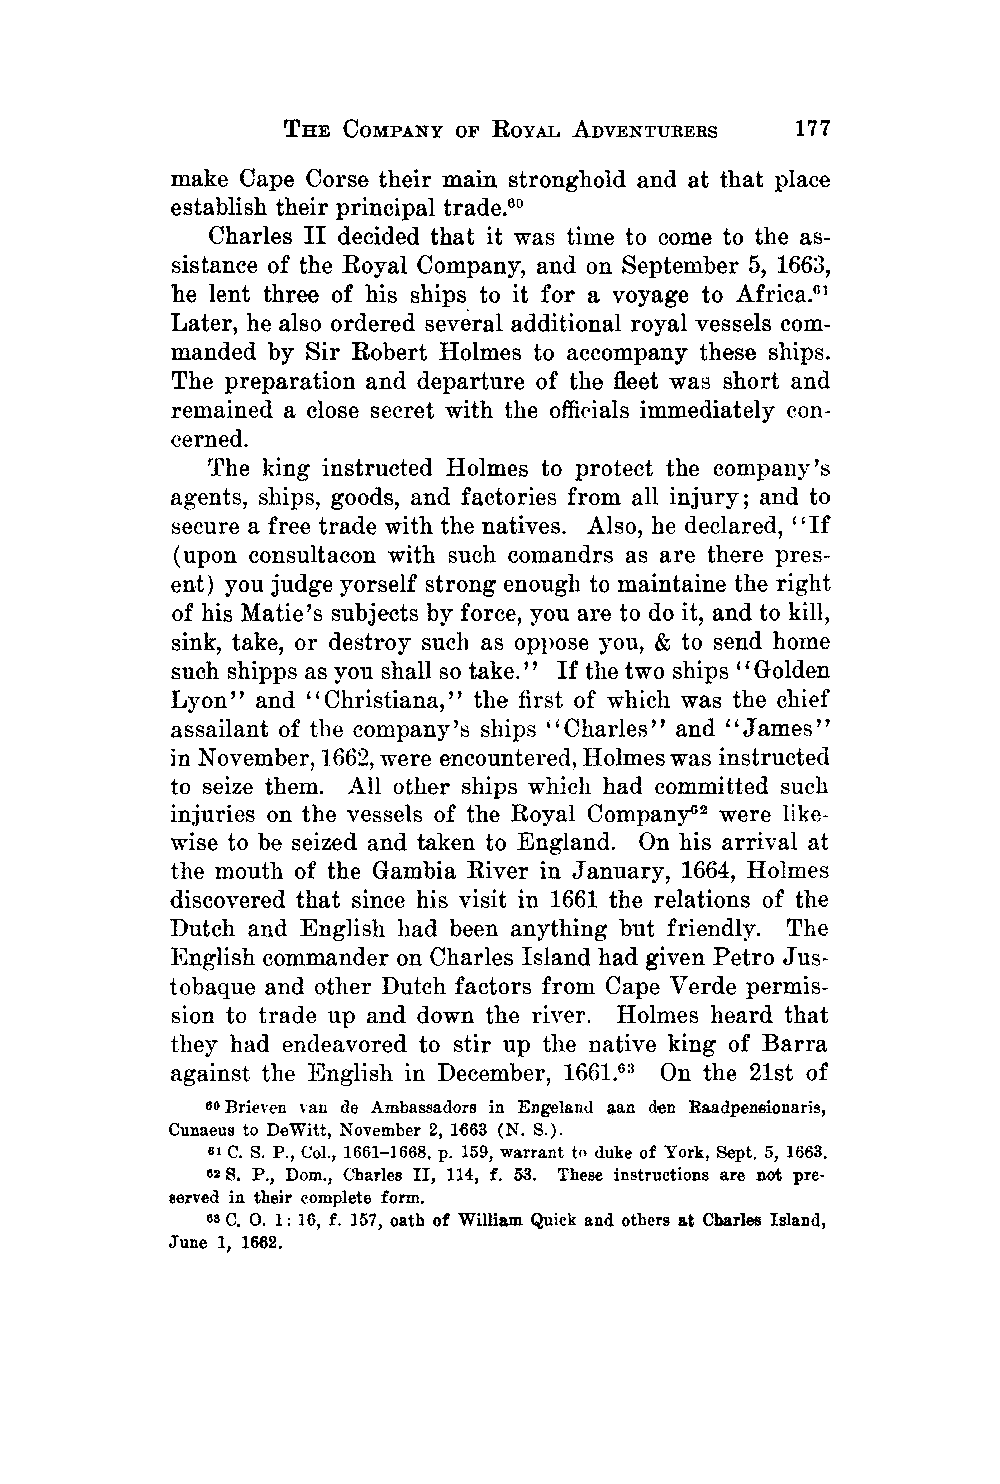 THE COMPANY OF ROYAL ADVENTURERS 177
make Cape Corse their main stronghold and at that place
establish their principal trade.⁶⁰
Charles II decided that it was time to come to the as-
sistance of the Royal Company, and on September 5, 1663,
he lent three of his ships to it for a voyage to Africa.⁶¹
Later, he also ordered several additional royal vessels com-
manded by Sir Robert Holmes to accompany these ships.
The preparation and departure of the fleet was short and
remained a close secret with the officials immediately con-
cerned.
The king instructed Holmes to protect the company's
agents, ships, goods, and factories from all injury; and to
secure a free trade with the natives. Also, he declared, "If
(upon consultacon with such comandrs as are there pres-
ent) you judge yorself strong enough to maintaine the right
of his Matie's subjects by force, you are to do it, and to kill,
sink, take, or destroy such as oppose you, & to send home
such shipps as you shall so take." If the two ships "Golden
Lyon" and "Christiana," the first of which was the chief
assailant of the company's ships "Charles" and "James"
in November, 1662, were encountered, Holmes was instructed
to seize them. All other ships which had committed such
injuries on the vessels of the Royal Company⁶² were like-
wise to be seized and taken to England. On his arrival at
the mouth of the Gambia River in January, 1664, Holmes
discovered that since his visit in 1661 the relations of the
Dutch and English had been anything but friendly. The
English commander on Charles Island had given Petro Jus-
tobaque and other Dutch factors from Cape Verde permis-
sion to trade up and down the river. Holmes heard that
they had endeavored to stir up the native king of Barra
against the English in December, 1661.⁶³ On the 21st of
⁶⁰ Brieven van de Ambassadors in Engeland aan den Raadpensionaris,
Cunaeus to DeWitt, November 2, 1663 (N. S.).
⁶¹ C. S. P., Col., 1661-1668, p. 159, warrant to duke of York, Sept. 5, 1663.
⁶² S. P., Dom., Charles II, 114, f. 53. These instructions are not pre-
served in their complete form.
⁶³ C. O. 1: 16, f. 157, oath of William Quick and others at Charles Island,
June 1, 1662.